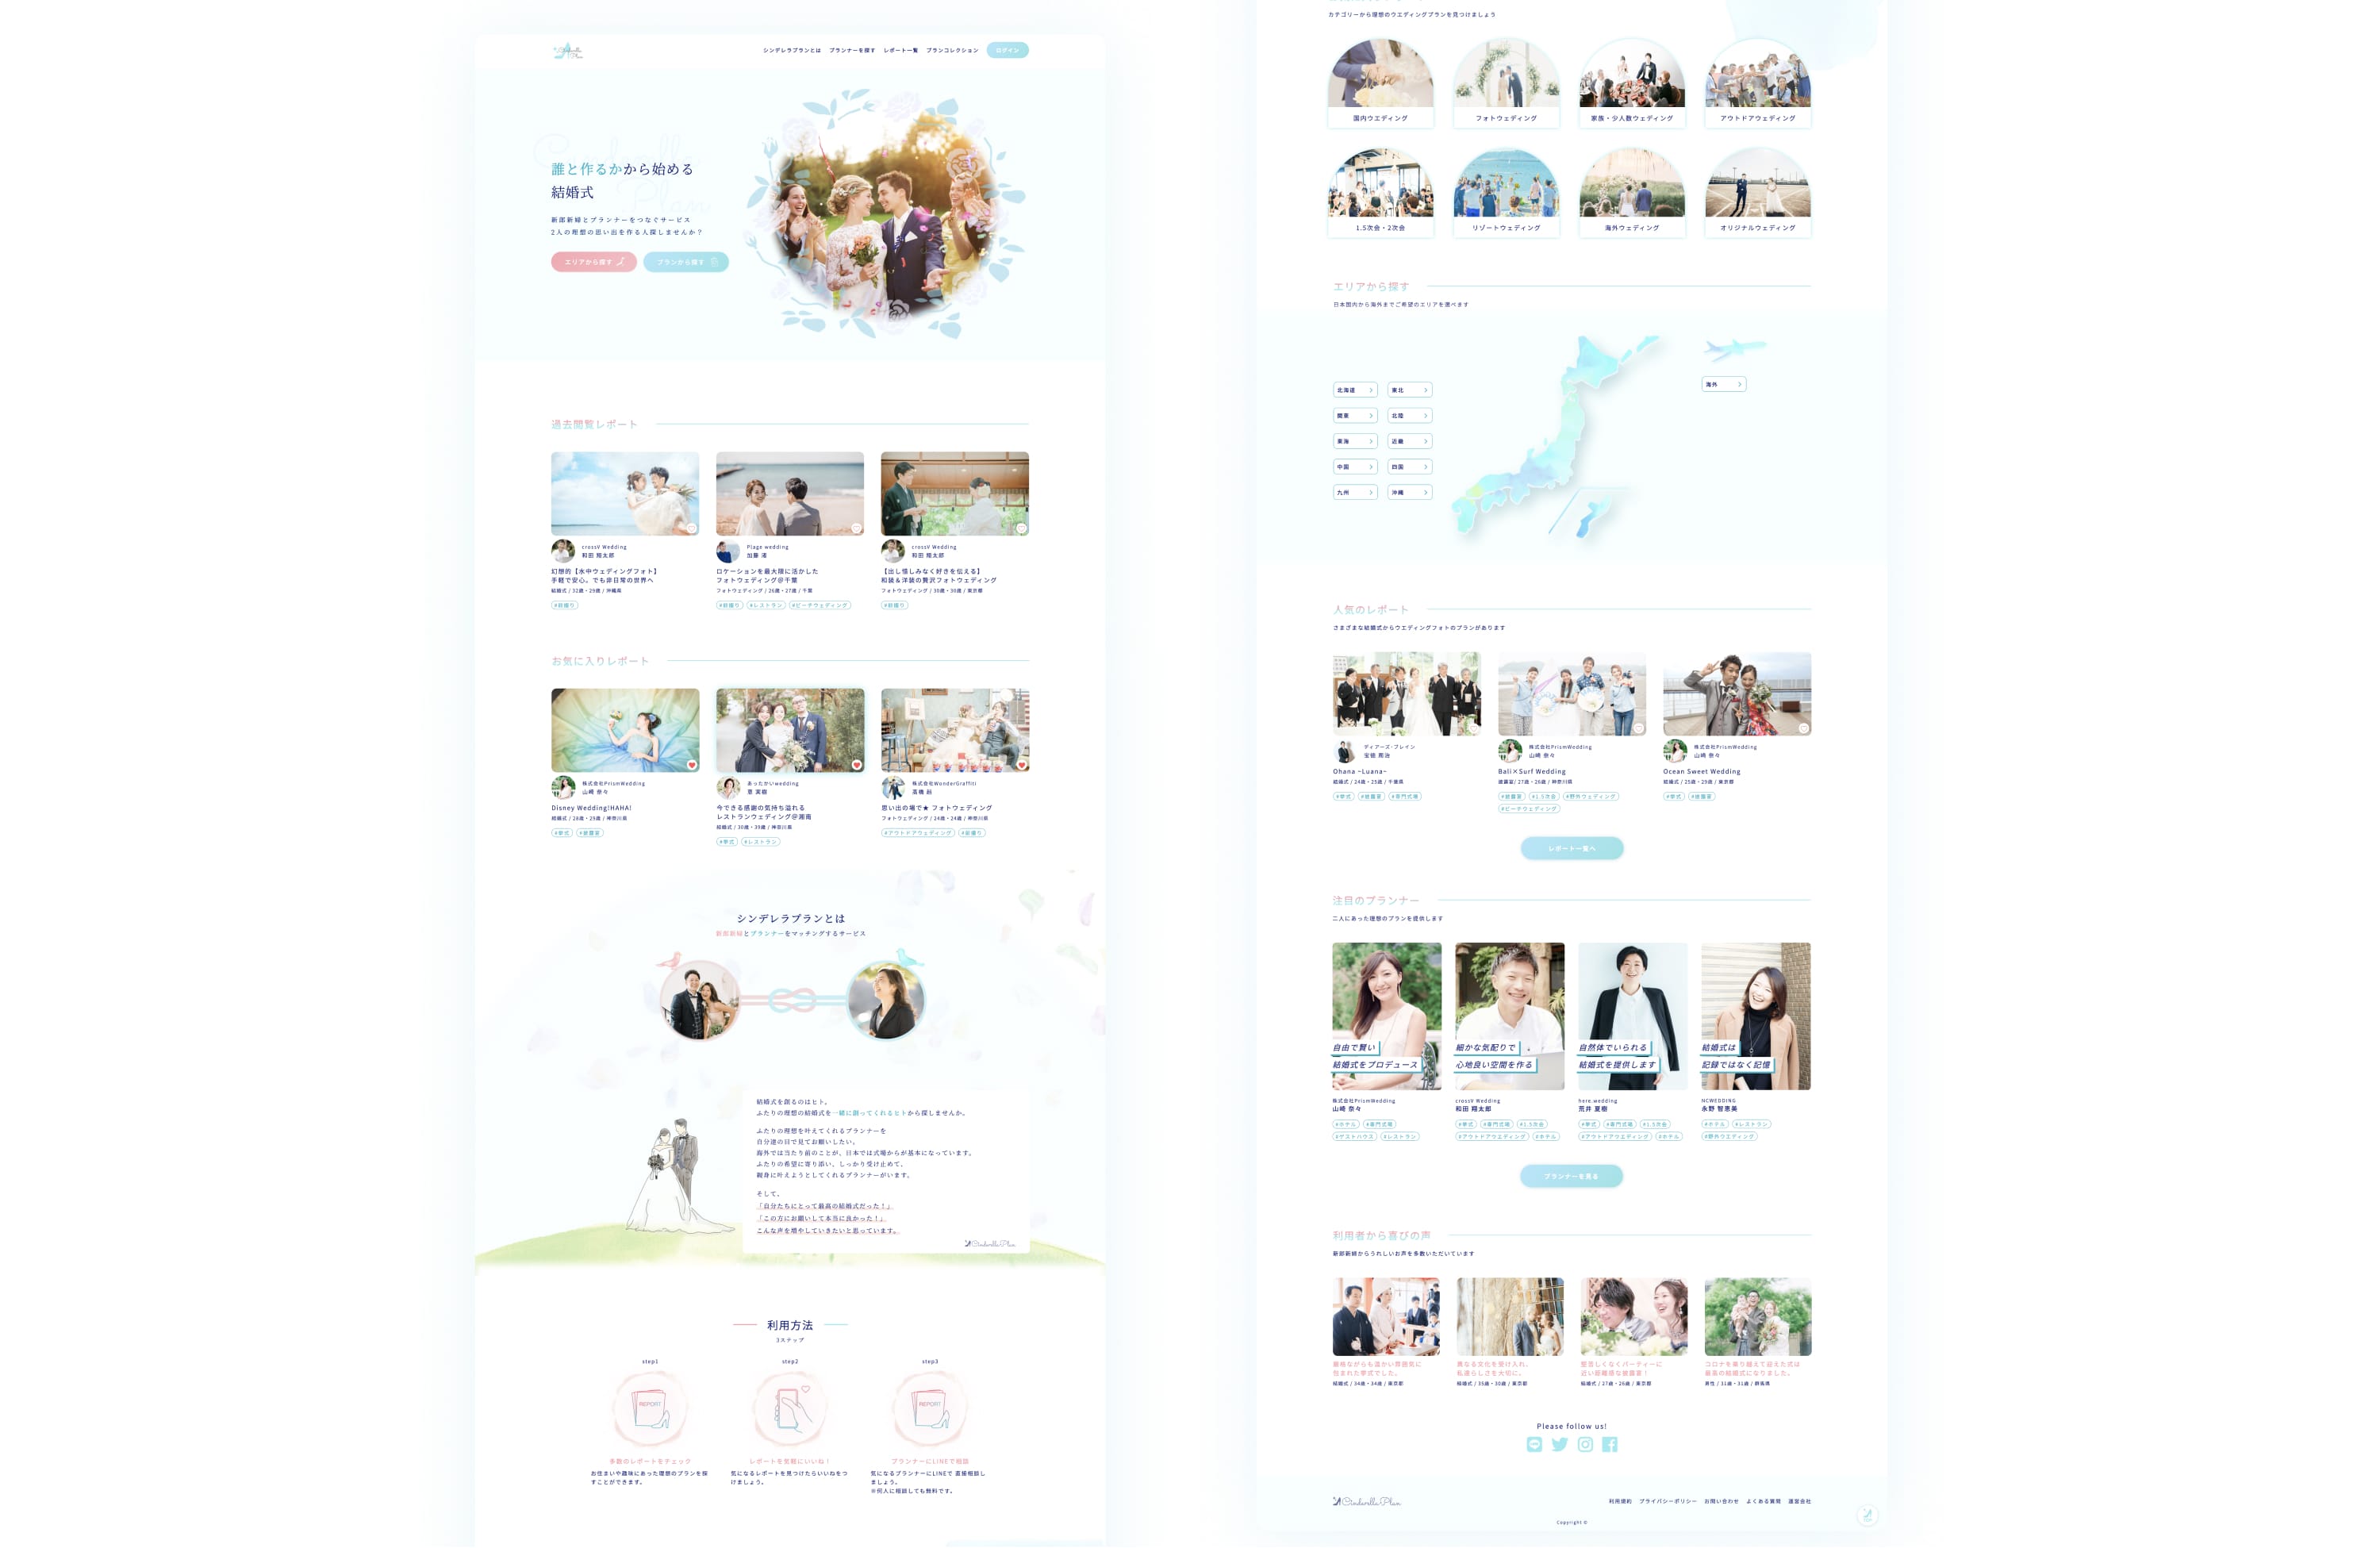 Cinderella Plan
シンデレラプランとは
プランナーを探す
レポート一覧
プランコレクション
ログイン
誰と作るかから始める
結婚式
新郎新婦とプランナーをつなぐサービス
2人の理想の思い出を作る人探しませんか？
エリアから探す
プランから探す
過去閲覧レポート
crossV Wedding
和田 翔太郎
幻想的【水中ウェディングフォト】
手軽で安心。でも非日常の世界へ
結婚式 / 32歳・29歳 / 沖縄県
#前撮り
Plage wedding
加藤 渚
ロケーションを最大限に活かした
フォトウェディング@千葉
フォトウェディング / 26歳・27歳 / 千葉
#前撮り #レストラン #ビーチウェディング
crossV Wedding
和田 翔太郎
【出し惜しみなく好きを伝える】
和装＆洋装の贅沢フォトウェディング
フォトウェディング / 30歳・30歳 / 東京都
#前撮り
お気に入りレポート
株式会社PrismWedding
山﨑 奈々
Disney Wedding!HAHA!
結婚式 / 28歳・29歳 / 神奈川県
#挙式 #披露宴
あったかいwedding
今できる感謝の気持ち溢れる
レストランウェディング@湘南
結婚式 / 30歳・39歳 / 神奈川県
#挙式 #レストラン
株式会社WonderGraffiti
思い出の場で★ フォトウェディング
フォトウェディング / 24歳・24歳 / 神奈川県
#アウトドアウェディング #前撮り
シンデレラプランとは
新郎新婦とプランナーをマッチングするサービス
結婚式を創るのはヒト。
ふたりの理想の結婚式を一緒に創ってくれるヒトから探しませんか。
ふたりの理想を叶えてくれるプランナーを
自分達の目で見てお願いしたい。
海外では当たり前のことが、日本では式場からが基本になっています。
ふたりの希望に寄り添い、しっかり受け止めて、
親身に叶えようとしてくれるプランナーがいます。
そして、
「自分たちにとって最高の結婚式だった！」
「この方にお願いして本当に良かった！」
こんな声を増やしていきたいと思っています。
Cinderella Plan
利用方法
3ステップ
step1
REPORT
多数のレポートをチェック
お住まいや趣味にあった理想のプランを探
すことができます。
step2
レポートを気軽にいいね！
気になるレポートを見つけたらいいねをつ
けましょう。
step3
REPORT
プランナーにLINEで相談
気になるプランナーにLINEで 直接相談し
ましょう。
※何人に相談しても無料です。
カテゴリーから理想のウエディングプランを見つけましょう
国内ウエディング
フォトウェディング
家族・少人数ウェディング
アウトドアウェディング
1.5次会・2次会
リゾートウェディング
海外ウェディング
オリジナルウェディング
エリアから探す
日本国内から海外までご希望のエリアを選べます
北海道
東北
関東
北陸
東海
近畿
中国
四国
九州
沖縄
海外
人気のレポート
さまざまな結婚式からウエディングフォトのプランがあります
ディアーズ・ブレイン
Ohana ~Luana~
結婚式 / 24歳・25歳 / 千葉県
#挙式 #披露宴 #専門式場
株式会社PrismWedding
山﨑 奈々
Bali×Surf Wedding
披露宴/ 27歳・26歳 / 神奈川県
#披露宴 #1.5次会 #野外ウェディング
#ビーチウェディング
株式会社PrismWedding
山﨑 奈々
Ocean Sweet Wedding
結婚式 / 25歳・29歳 / 東京都
#挙式 #披露宴
レポート一覧へ
注目のプランナー
二人にあった理想のプランを提供します
自由で賢い
結婚式をプロデュース
株式会社PrismWedding
山﨑 奈々
#ホテル #専門式場
#ゲストハウス #レストラン
細かな気配りで
心地良い空間を作る
crossV Wedding
和田 翔太郎
#挙式 #専門式場 #1.5次会
#アウトドアウエディング #ホテル
自然体でいられる
結婚式を提供します
here.wedding
荒井 夏樹
#挙式 #専門式場 #1.5次会
#アウトドアウエディング #ホテル
結婚式は
記録ではなく記憶
NCWEDDING
永野 智恵美
#ホテル #レストラン
#野外ウエディング
プランナーを見る
利用者から喜びの声
新郎新婦からうれしいお声を多数いただいています
厳格ながらも温かい雰囲気に
包まれた挙式でした。
結婚式 / 34歳・34歳 / 東京都
異なる文化を受け入れ、
私達らしさを大切に。
結婚式 / 35歳・30歳 / 東京都
堅苦しくなくパーティーに
近い距離感な披露宴！
結婚式 / 27歳・26歳 / 東京都
コロナを乗り越えて迎えた式は
最高の結婚式になりました。
男性 / 31歳・31歳 / 群馬県
Please follow us!
Cinderella Plan
利用規約
プライバシーポリシー
お問い合わせ
よくある質問
運営会社
Copyright ©